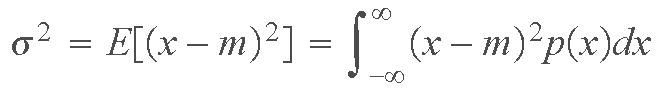 σ² = E[(x − m)²] = ∫_{−∞}^{∞} (x − m)² p(x)dx